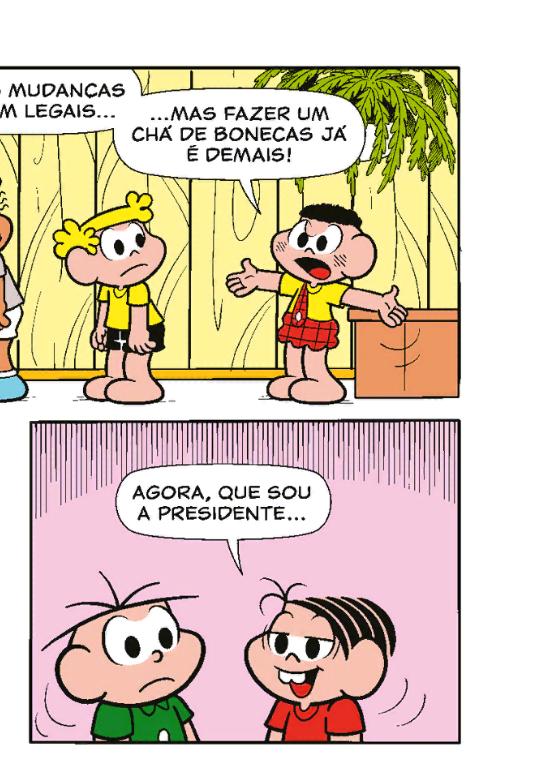 MUDANÇAS
M LEGAIS...
...MAS FAZER UM
CHÁ DE BONECAS JÁ
É DEMAIS!
AGORA, QUE SOU
A PRESIDENTE...